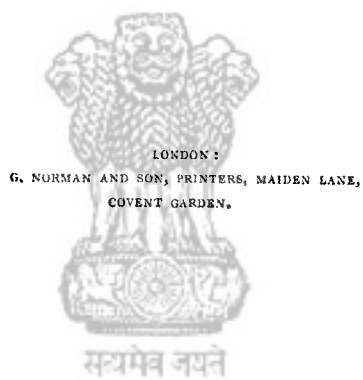 LONDON :
G. NORMAN AND SON, PRINTERS, MAIDEN LANE,
COVENT GARDEN.
सत्यमेव जयते